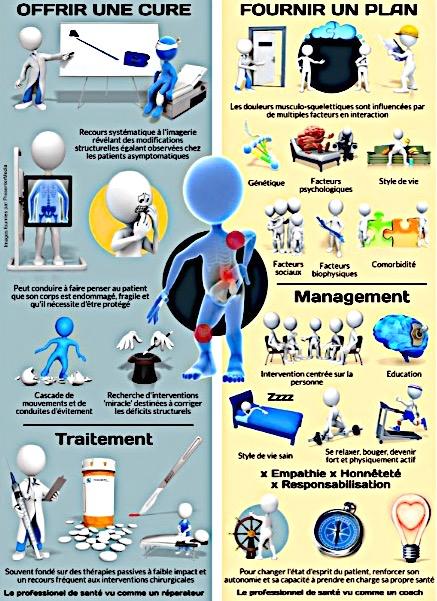 OFFRIR UNE CURE
Recours systématique à l'imagerie
révélant des modifications
structurelles égalant observées chez
les patients asymptomatiques
Images fournies par PresenterMedia
Peut conduire à faire penser au patient
que son corps est endommagé, fragile et
qu'il nécessite d'être protégé
Cascade de
mouvements et de
conduites d'évitement
Recherche d'interventions
'miracle' destinées à corriger
les déficits structurels
Traitement
Souvent fondé sur des thérapies passives à faible impact et
un recours fréquent aux interventions chirurgicales
Le professionnel de santé vu comme un réparateur
FOURNIR UN PLAN
Les douleurs musculo-squelettiques sont influencées par
de multiples facteurs en interaction
Génétique
Facteurs
psychologiques
Style de vie
Facteurs
sociaux
Facteurs
biophysiques
Comorbidité
Management
Intervention centrée sur la
personne
Education
Zzzz
Style de vie sain
Se relaxer, bouger, devenir
fort et physiquement actif
x Empathie x Honnêteté
x Responsabilisation
Pour changer l'état d'esprit du patient, renforcer son
autonomie et sa capacité à prendre en charge sa propre santé
Le professionnel de santé vu comme un coach